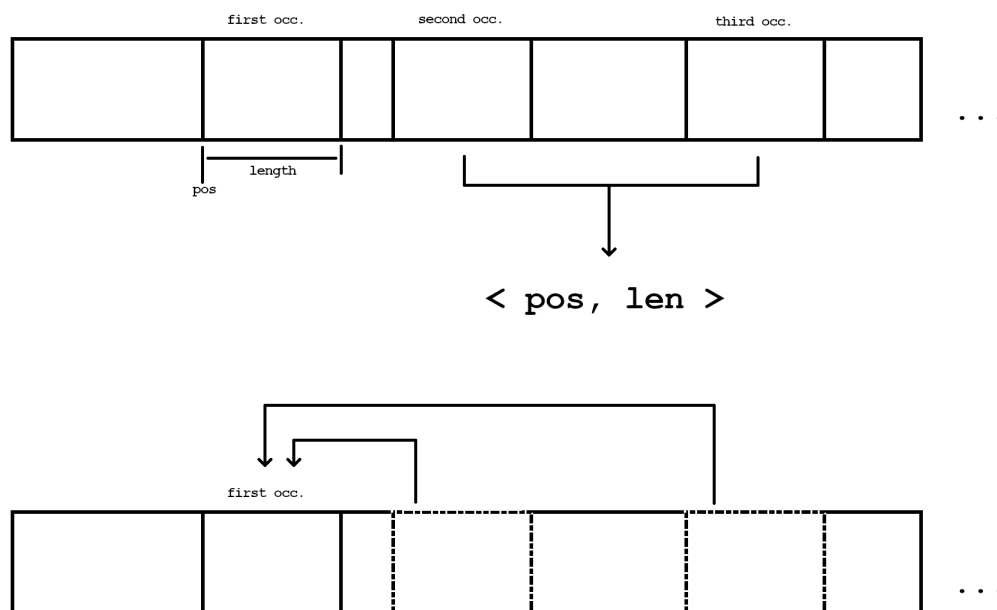 first occ.
second occ.
third occ.
. . .
length
pos
< pos, len >
first occ.
. . .